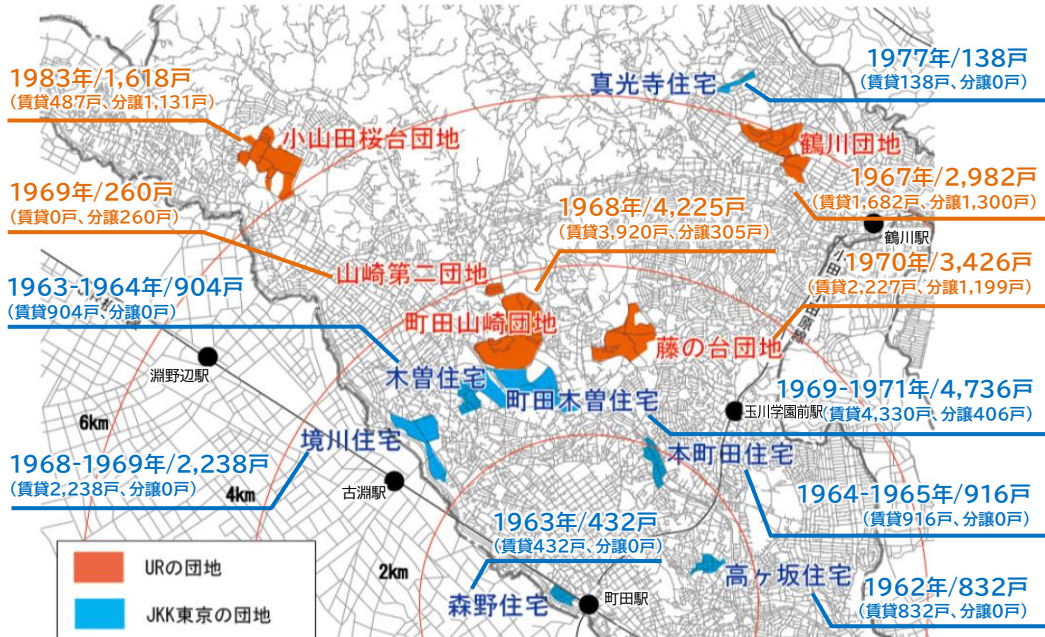 1983年/1,618戸
(賃貸487戸、分譲1,131戸)
小山田桜台団地
真光寺住宅
1977年/138戸
(賃貸138戸、分譲0戸)
鶴川団地
1967年/2,982戸
(賃貸1,682戸、分譲1,300戸)
鶴川駅
1969年/260戸
(賃貸0戸、分譲260戸)
山崎第二団地
1968年/4,225戸
(賃貸3,920戸、分譲305戸)
町田山崎団地
1970年/3,426戸
(賃貸2,227戸、分譲1,199戸)
藤の台団地
1963-1964年/904戸
(賃貸904戸、分譲0戸)
木曽住宅
淵野辺駅
町田木曽住宅
1969-1971年/4,736戸
(賃貸4,330戸、分譲406戸)
玉川学園前駅
6km
境川住宅
1968-1969年/2,238戸
(賃貸2,238戸、分譲0戸)
4km
古淵駅
本町田住宅
1964-1965年/916戸
(賃貸916戸、分譲0戸)
1963年/432戸
(賃貸432戸、分譲0戸)
2km
森野住宅
町田駅
高ヶ坂住宅
1962年/832戸
(賃貸832戸、分譲0戸)
URの団地
JKK東京の団地